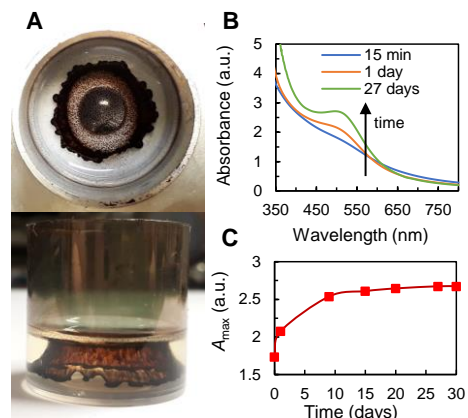 A
B
5
4
3
2
1
0
Absorbance (a.u.)
15 min
1 day
27 days
time
350 450 550 650 750
Wavelength (nm)
C
3
2.5
2
1.5
Amax (a.u.)
0 5 10 15 20 25 30
Time (days)